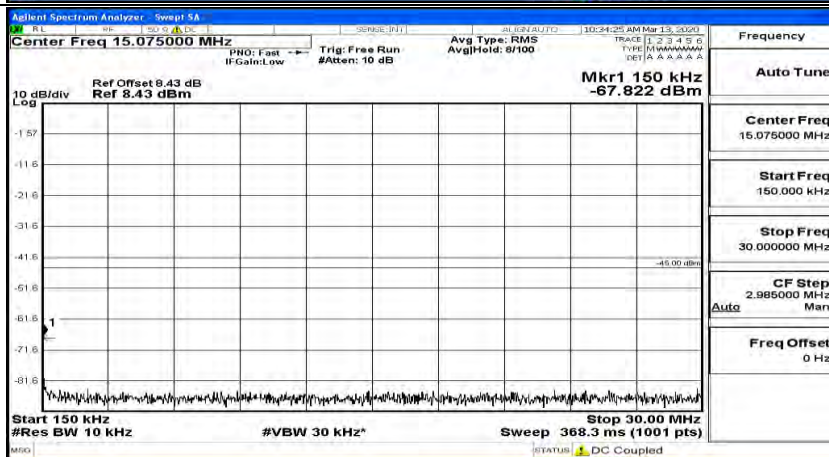 Agilent Spectrum Analyzer - Swept SA
RL RF 50 Ω DC SENSE:INT ALIGN AUTO 10:34:25 AM Mar 13, 2020
Center Freq 15.075000 MHz
PNO: Fast
IFGain:Low
Trig: Free Run
#Atten: 10 dB
Avg Type: RMS
Avg|Hold: 8/100
TRACE 1 2 3 4 5 6
TYPE M WWWWW
DET A A A A A A
Ref Offset 8.43 dB
10 dB/div Ref 8.43 dBm
Log
Mkr1 150 kHz
-67.822 dBm
-1.57
-11.6
-21.6
-31.6
-41.6
-45.00 dBm
-51.6
-61.6
1
-71.6
-81.6
Start 150 kHz
Stop 30.00 MHz
#Res BW 10 kHz
#VBW 30 kHz*
Sweep 368.3 ms (1001 pts)
MSG
STATUS
DC Coupled
Frequency
Auto Tune
Center Freq
15.075000 MHz
Start Freq
150.000 kHz
Stop Freq
30.000000 MHz
CF Step
2.985000 MHz
Auto Man
Freq Offset
0 Hz